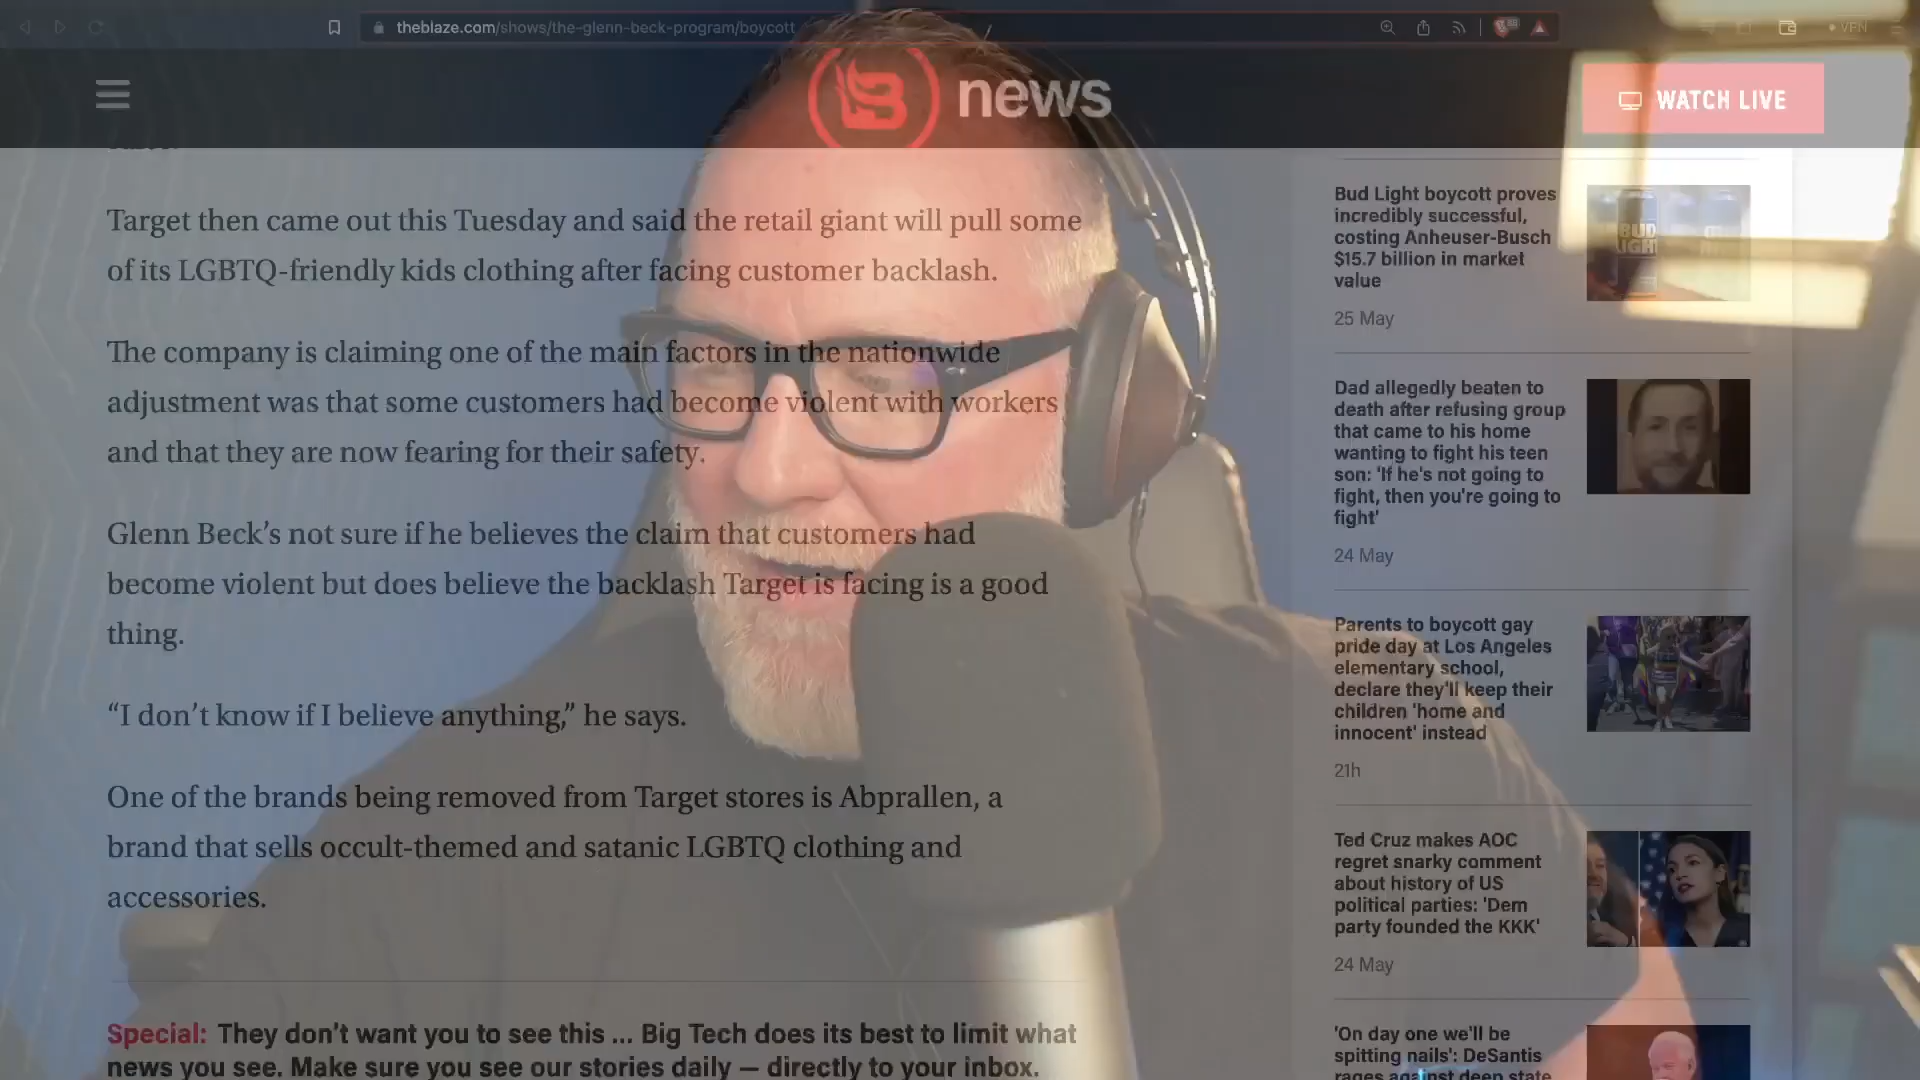 theblaze.com/shows/the-glenn-beck-program/boycott
VPN
news
WATCH LIVE
Target then came out this Tuesday and said the retail giant will pull some
of its LGBTQ-friendly kids clothing after facing customer backlash.
The company is claiming one of the main factors in the nationwide
adjustment was that some customers had become violent with workers
and that they are now fearing for their safety.
Glenn Beck’s not sure if he believes the claim that customers had
become violent but does believe the backlash Target is facing is a good
thing.
“I don’t know if I believe anything,” he says.
One of the brands being removed from Target stores is Abprallen, a
brand that sells occult-themed and satanic LGBTQ clothing and
accessories.
Special: They don’t want you to see this ... Big Tech does its best to limit what
news you see. Make sure you see our stories daily — directly to your inbox.
Bud Light boycott proves
incredibly successful,
costing Anheuser-Busch
$15.7 billion in market
value
25 May
BUD
LIGHT
Dad allegedly beaten to
death after refusing group
that came to his home
wanting to fight his teen
son: 'If he's not going to
fight, then you're going to
fight'
24 May
Parents to boycott gay
pride day at Los Angeles
elementary school,
declare they'll keep their
children 'home and
innocent' instead
21h
Ted Cruz makes AOC
regret snarky comment
about history of US
political parties: 'Dem
party founded the KKK'
24 May
'On day one we'll be
spitting nails': DeSantis
rages against deep state